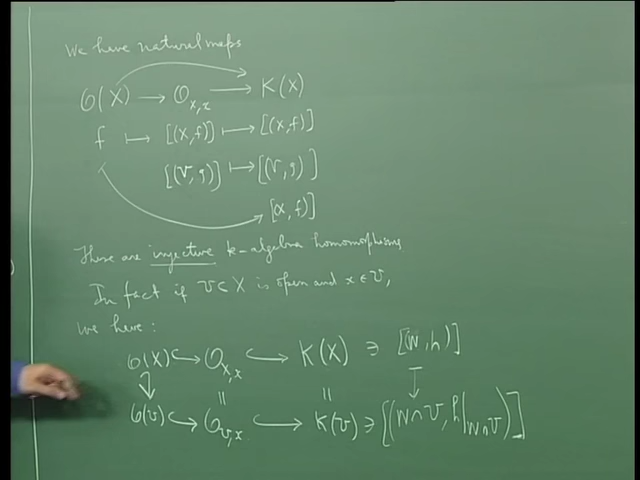 We have natural maps
O(X) → O_{X,x} → K(X)
f ↦ [(X,f)] ↦ [(X,f)]
[(V,g)] ↦ [(V,g)]
[(X,f)]
These are injective k-algebra homomorphisms
In fact if U⊂X is open and x∈U,
we have:
O(X) ↪ O_{X,x} ↪ K(X) ∋ [(W,h)]
O(U) ↪ O_{U,x} ↪ K(U) ∋ [(W∩U, h|_{W∩U})]